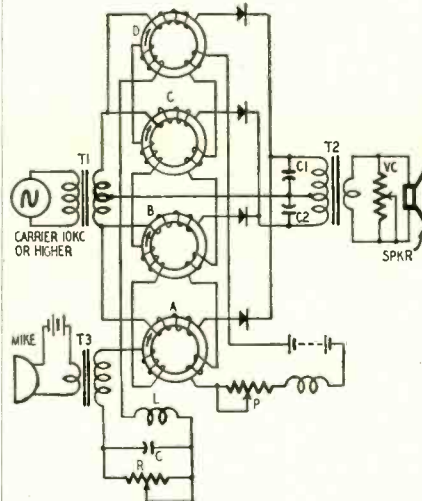 D
C
T1
T2
C1
VC
C2
CARRIER 10KC
OR HIGHER
SPKR
B
A
MIKE
T3
L
P
C
R